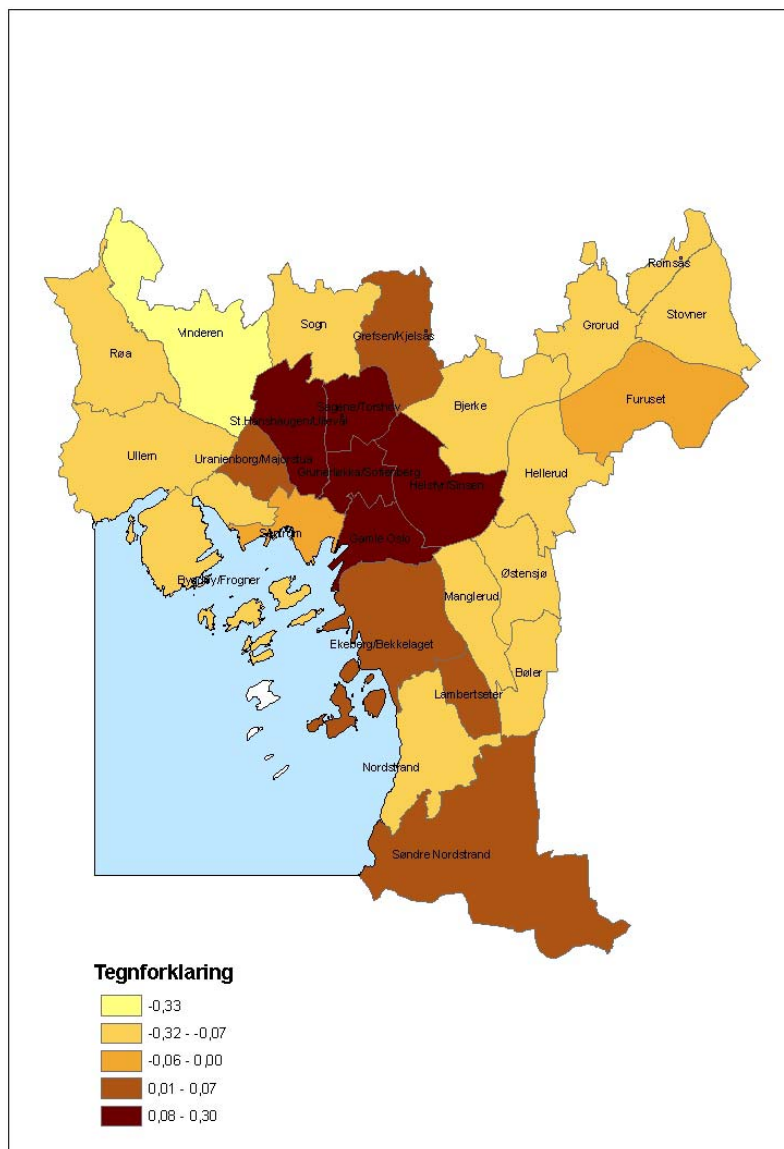 Romsås
Grorud
Stovner
Vinderen
Sogn
Grefsen/Kjelsås
Røa
Furuset
Sagene/Torshov
Bjerke
St.Hanshaugen/Ullevål
Ullern
Uranienborg/Majorstua
Grünerløkka/Sofienberg
Hellerud
Helsfyr/Sinsen
Sentrum
Gamle Oslo
Østensjø
Bygdøy/Frogner
Manglerud
Ekeberg/Bekkelaget
Bøler
Lambertseter
Nordstrand
Søndre Nordstrand
Tegnforklaring
-0,33
-0,32 - -0,07
-0,06 - 0,00
0,01 - 0,07
0,08 - 0,30